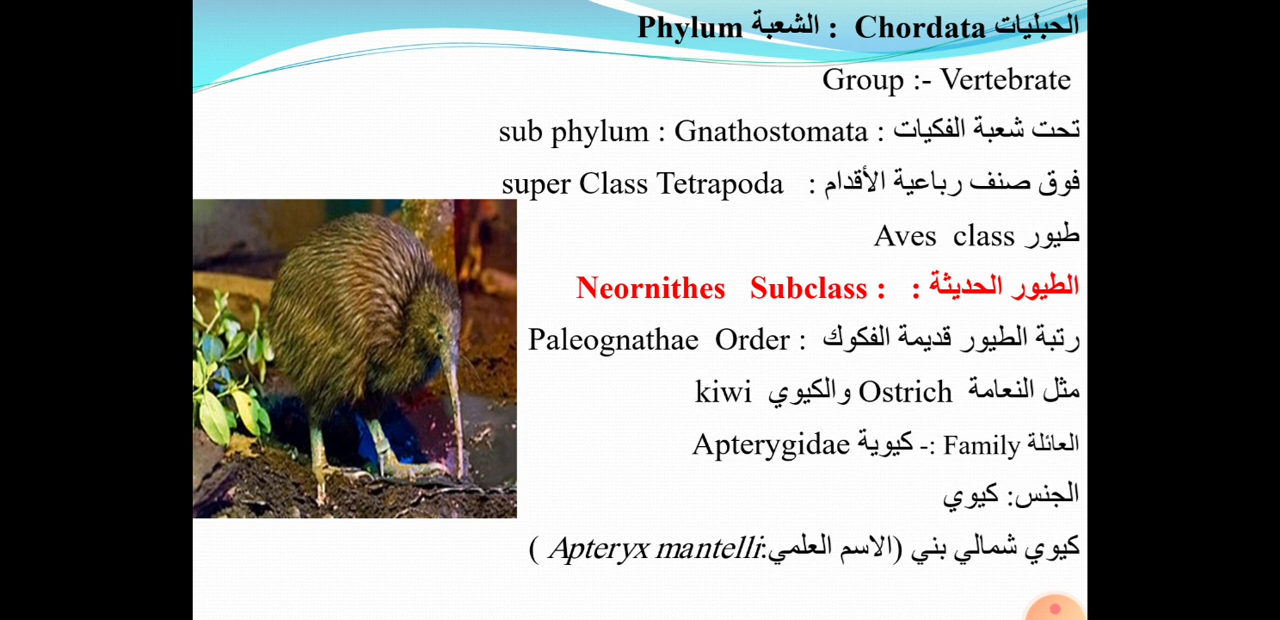 الحبليات Chordata : الشعبة Phylum
Group :- Vertebrate
تحت شعبة الفكيات : sub phylum : Gnathostomata
فوق صنف رباعية الأقدام : super Class Tetrapoda
طيور Aves class
الطيور الحديثة : Neornithes Subclass :
رتبة الطيور قديمة الفكوك Paleognathae Order :
مثل النعامة Ostrich والكيوي kiwi
العائلة Family :- كيوية Apterygidae
الجنس: كيوي
كيوي شمالي بني (الاسم العلمي:Apteryx mantelli )